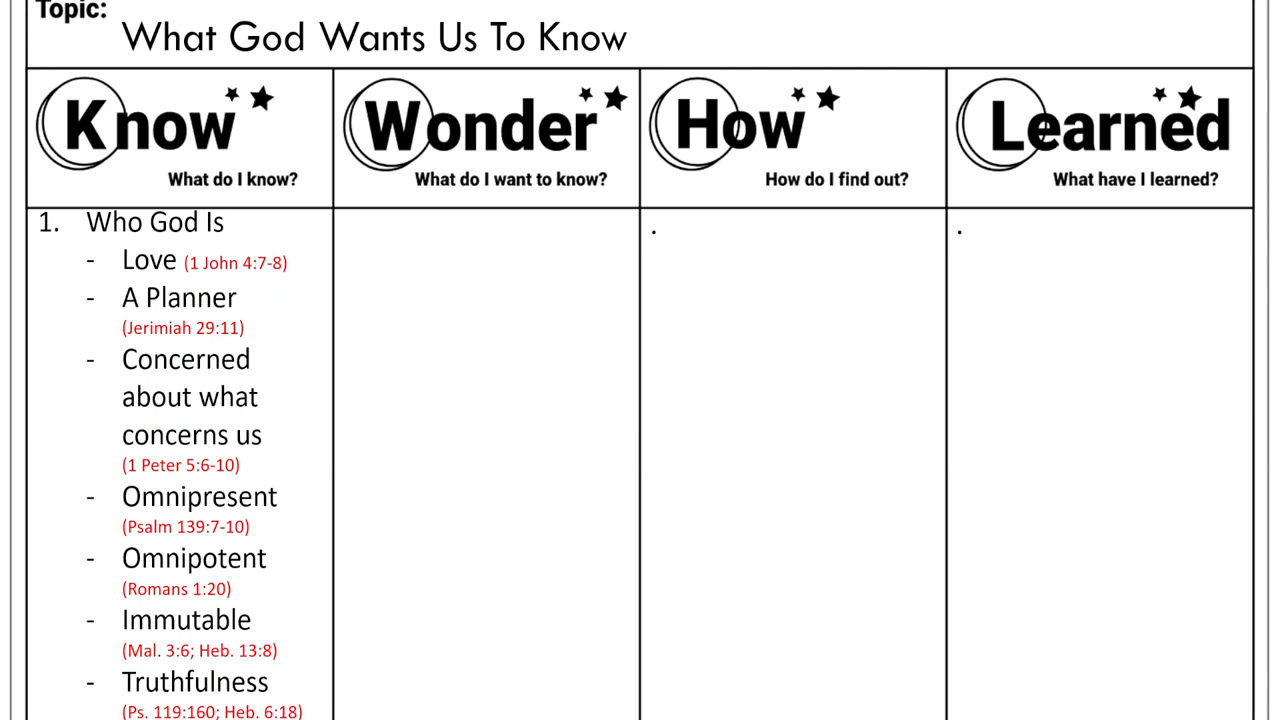 Topic:
What God Wants Us To Know
Know
What do I know?
Wonder
What do I want to know?
How
How do I find out?
Learned
What have I learned?
1. Who God Is
- Love (1 John 4:7-8)
- A Planner
(Jerimiah 29:11)
- Concerned
about what
concerns us
(1 Peter 5:6-10)
- Omnipresent
(Psalm 139:7-10)
- Omnipotent
(Romans 1:20)
- Immutable
(Mal. 3:6; Heb. 13:8)
- Truthfulness
(Ps. 119:160; Heb. 6:18)
.
.